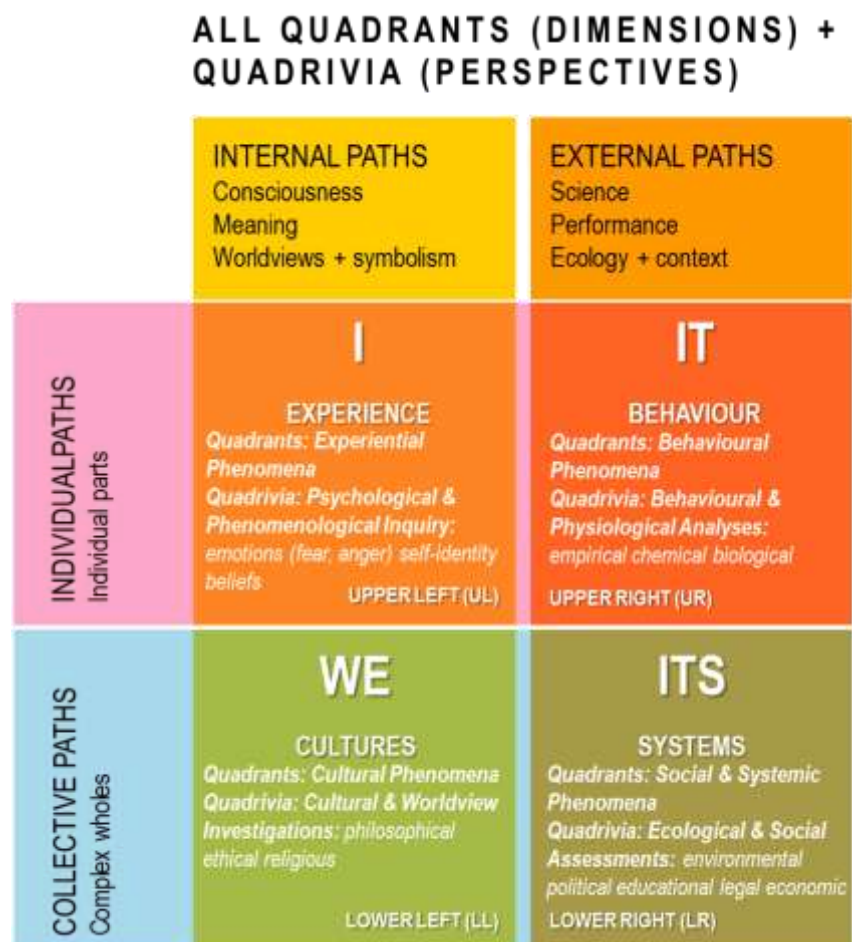 ALL QUADRANTS (DIMENSIONS) +
QUADRIVIA (PERSPECTIVES)
INTERNAL PATHS
Consciousness
Meaning
Worldviews + symbolism
EXTERNAL PATHS
Science
Performance
Ecology + context
INDIVIDUALPATHS
Individual parts
I
EXPERIENCE
Quadrants: Experiential
Phenomena
Quadrivia: Psychological &
Phenomenological Inquiry:
emotions (fear, anger) self-identity
beliefs
UPPER LEFT (UL)
IT
BEHAVIOUR
Quadrants: Behavioural
Phenomena
Quadrivia: Behavioural &
Physiological Analyses:
empirical chemical biological
UPPER RIGHT (UR)
COLLECTIVE PATHS
Complex wholes
WE
CULTURES
Quadrants: Cultural Phenomena
Quadrivia: Cultural & Worldview
Investigations: philosophical
ethical religious
LOWER LEFT (LL)
ITS
SYSTEMS
Quadrants: Social & Systemic
Phenomena
Quadrivia: Ecological & Social
Assessments: environmental
political educational legal economic
LOWER RIGHT (LR)